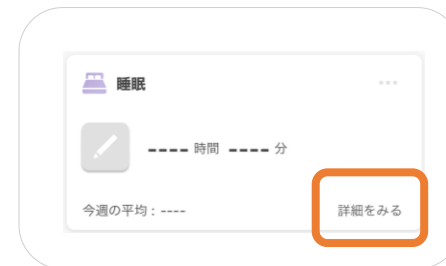 睡眠
---- 時間 ---- 分
今週の平均 : ----
詳細をみる